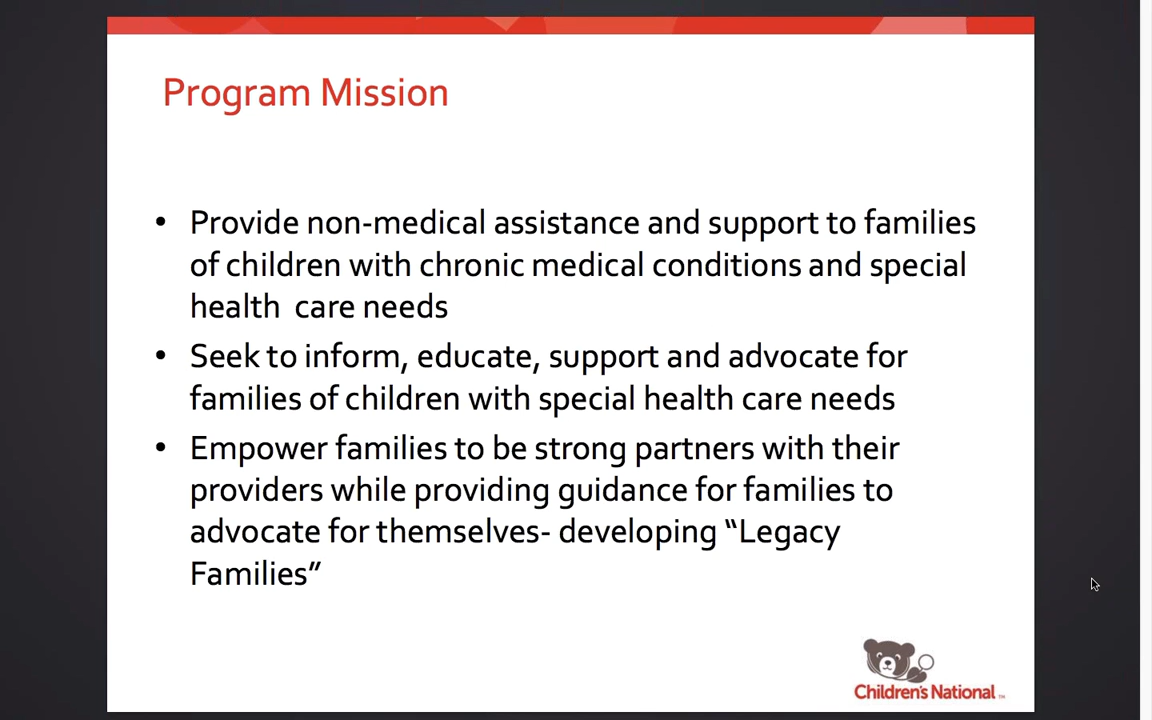 Program Mission
• Provide non-medical assistance and support to families
of children with chronic medical conditions and special
health  care needs
• Seek to inform, educate, support and advocate for
families of children with special health care needs
• Empower families to be strong partners with their
providers while providing guidance for families to
advocate for themselves- developing “Legacy
Families”
Children's National ™